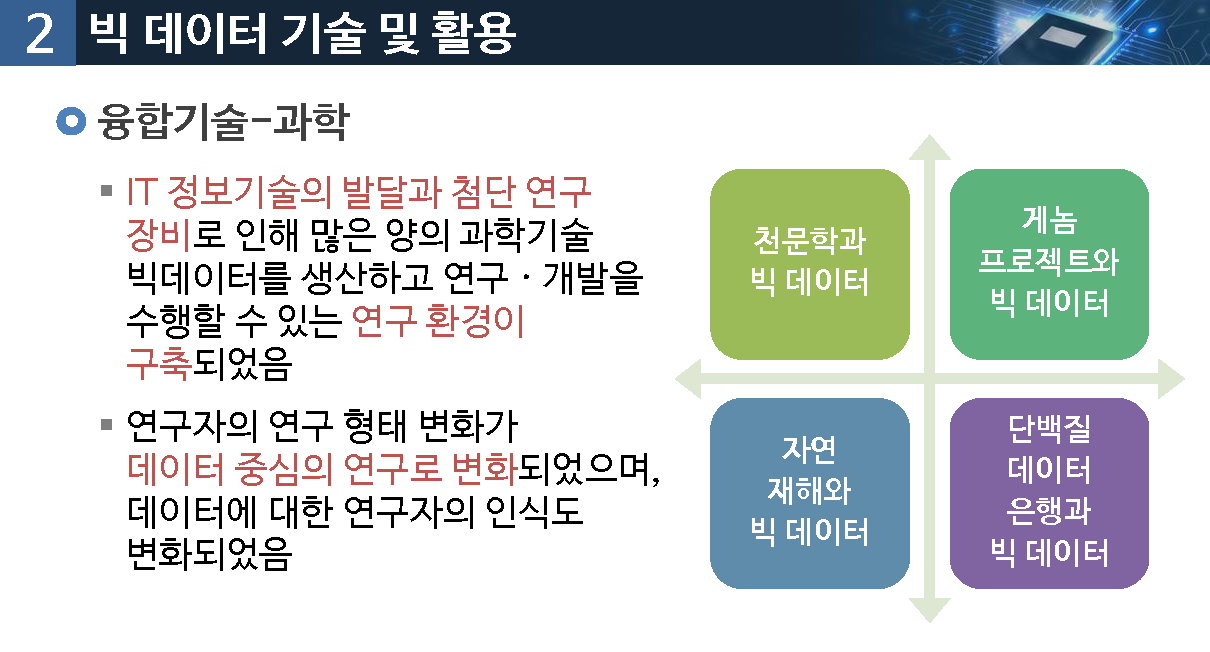 2 빅 데이터 기술 및 활용
융합기술-과학
IT 정보기술의 발달과 첨단 연구
장비로 인해 많은 양의 과학기술
빅데이터를 생산하고 연구·개발을
수행할 수 있는 연구 환경이
구축되었음
연구자의 연구 형태 변화가
데이터 중심의 연구로 변화되었으며,
데이터에 대한 연구자의 인식도
변화되었음
천문학과
빅 데이터
게놈
프로젝트와
빅 데이터
자연
재해와
빅 데이터
단백질
데이터
은행과
빅 데이터